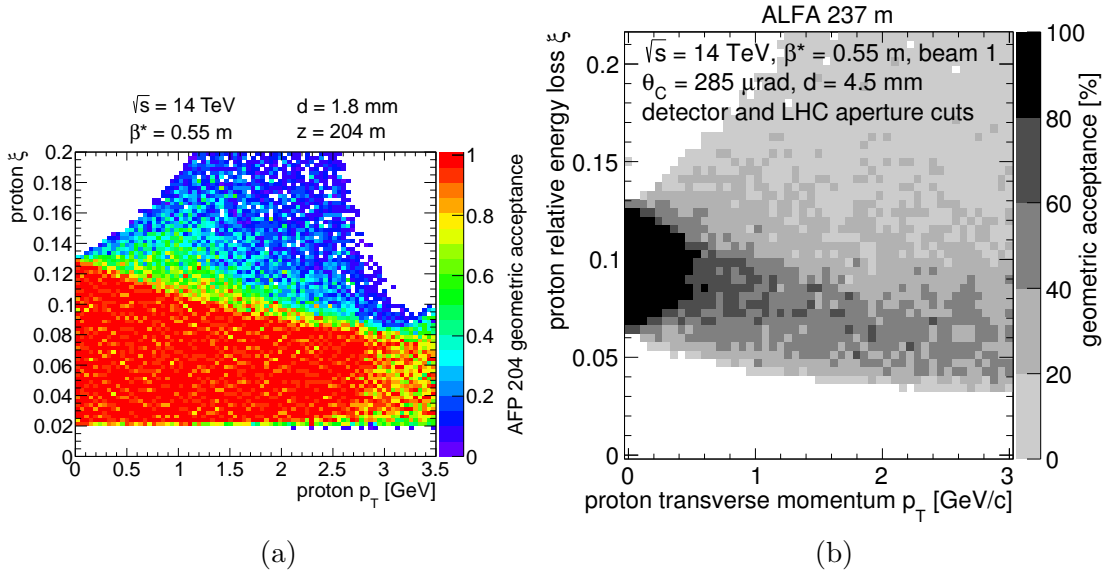 √s = 14 TeV d = 1.8 mm
β* = 0.55 m z = 204 m
proton ξ
0.2
0.18
0.16
0.14
0.12
0.1
0.08
0.06
0.04
0.02
0
0 0.5 1 1.5 2 2.5 3 3.5
proton p_T [GeV]
1
0.8
0.6
0.4
0.2
0
AFP 204 geometric acceptance
(a)
ALFA 237 m
√s = 14 TeV, β* = 0.55 m, beam 1
θ_C = 285 μrad, d = 4.5 mm
detector and LHC aperture cuts
proton relative energy loss ξ
0.2
0.15
0.1
0.05
0
0 1 2 3
proton transverse momentum p_T [GeV/c]
100
80
60
40
20
0
geometric acceptance [%]
(b)